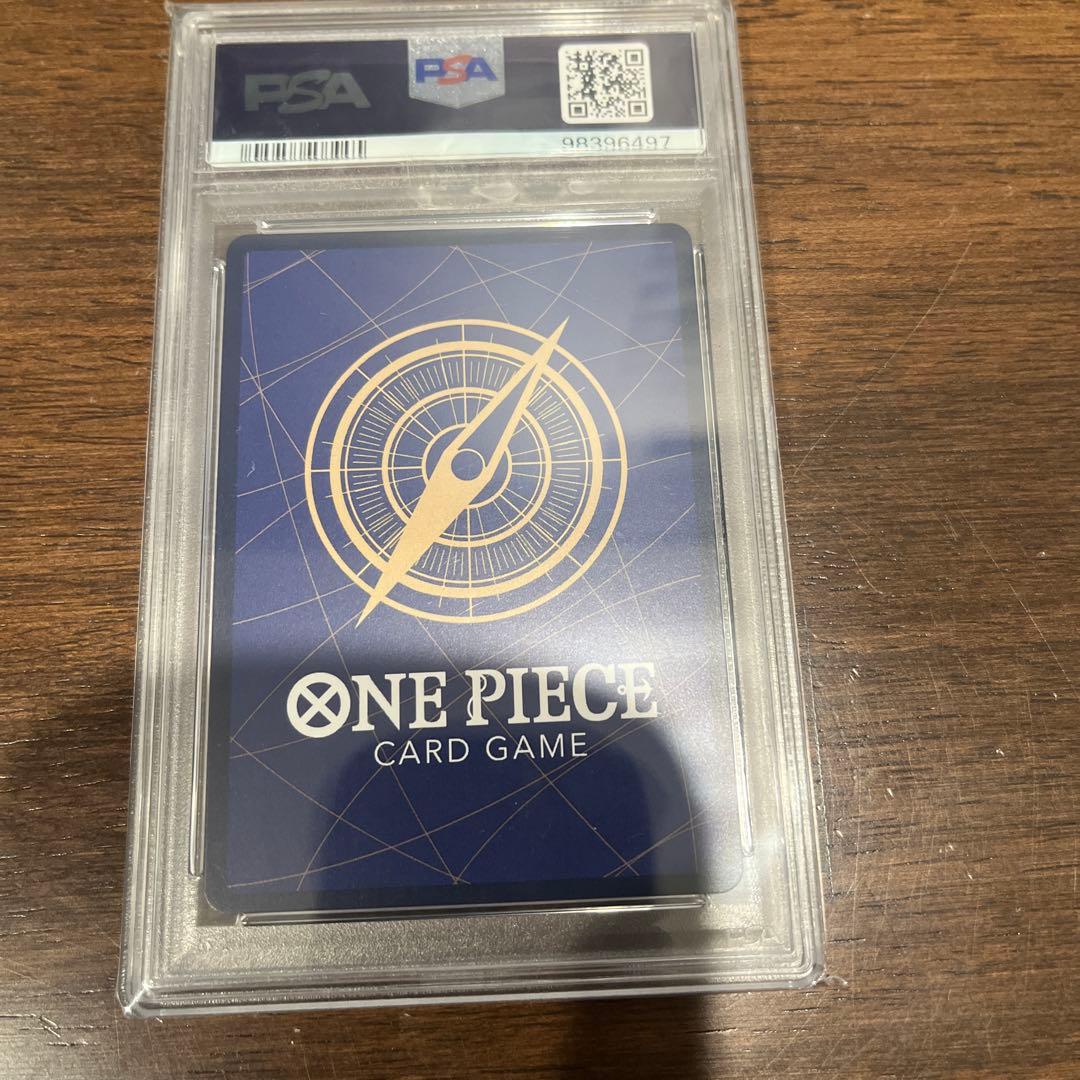 PSA
PSA
98396497
ONE PIECE
CARD GAME